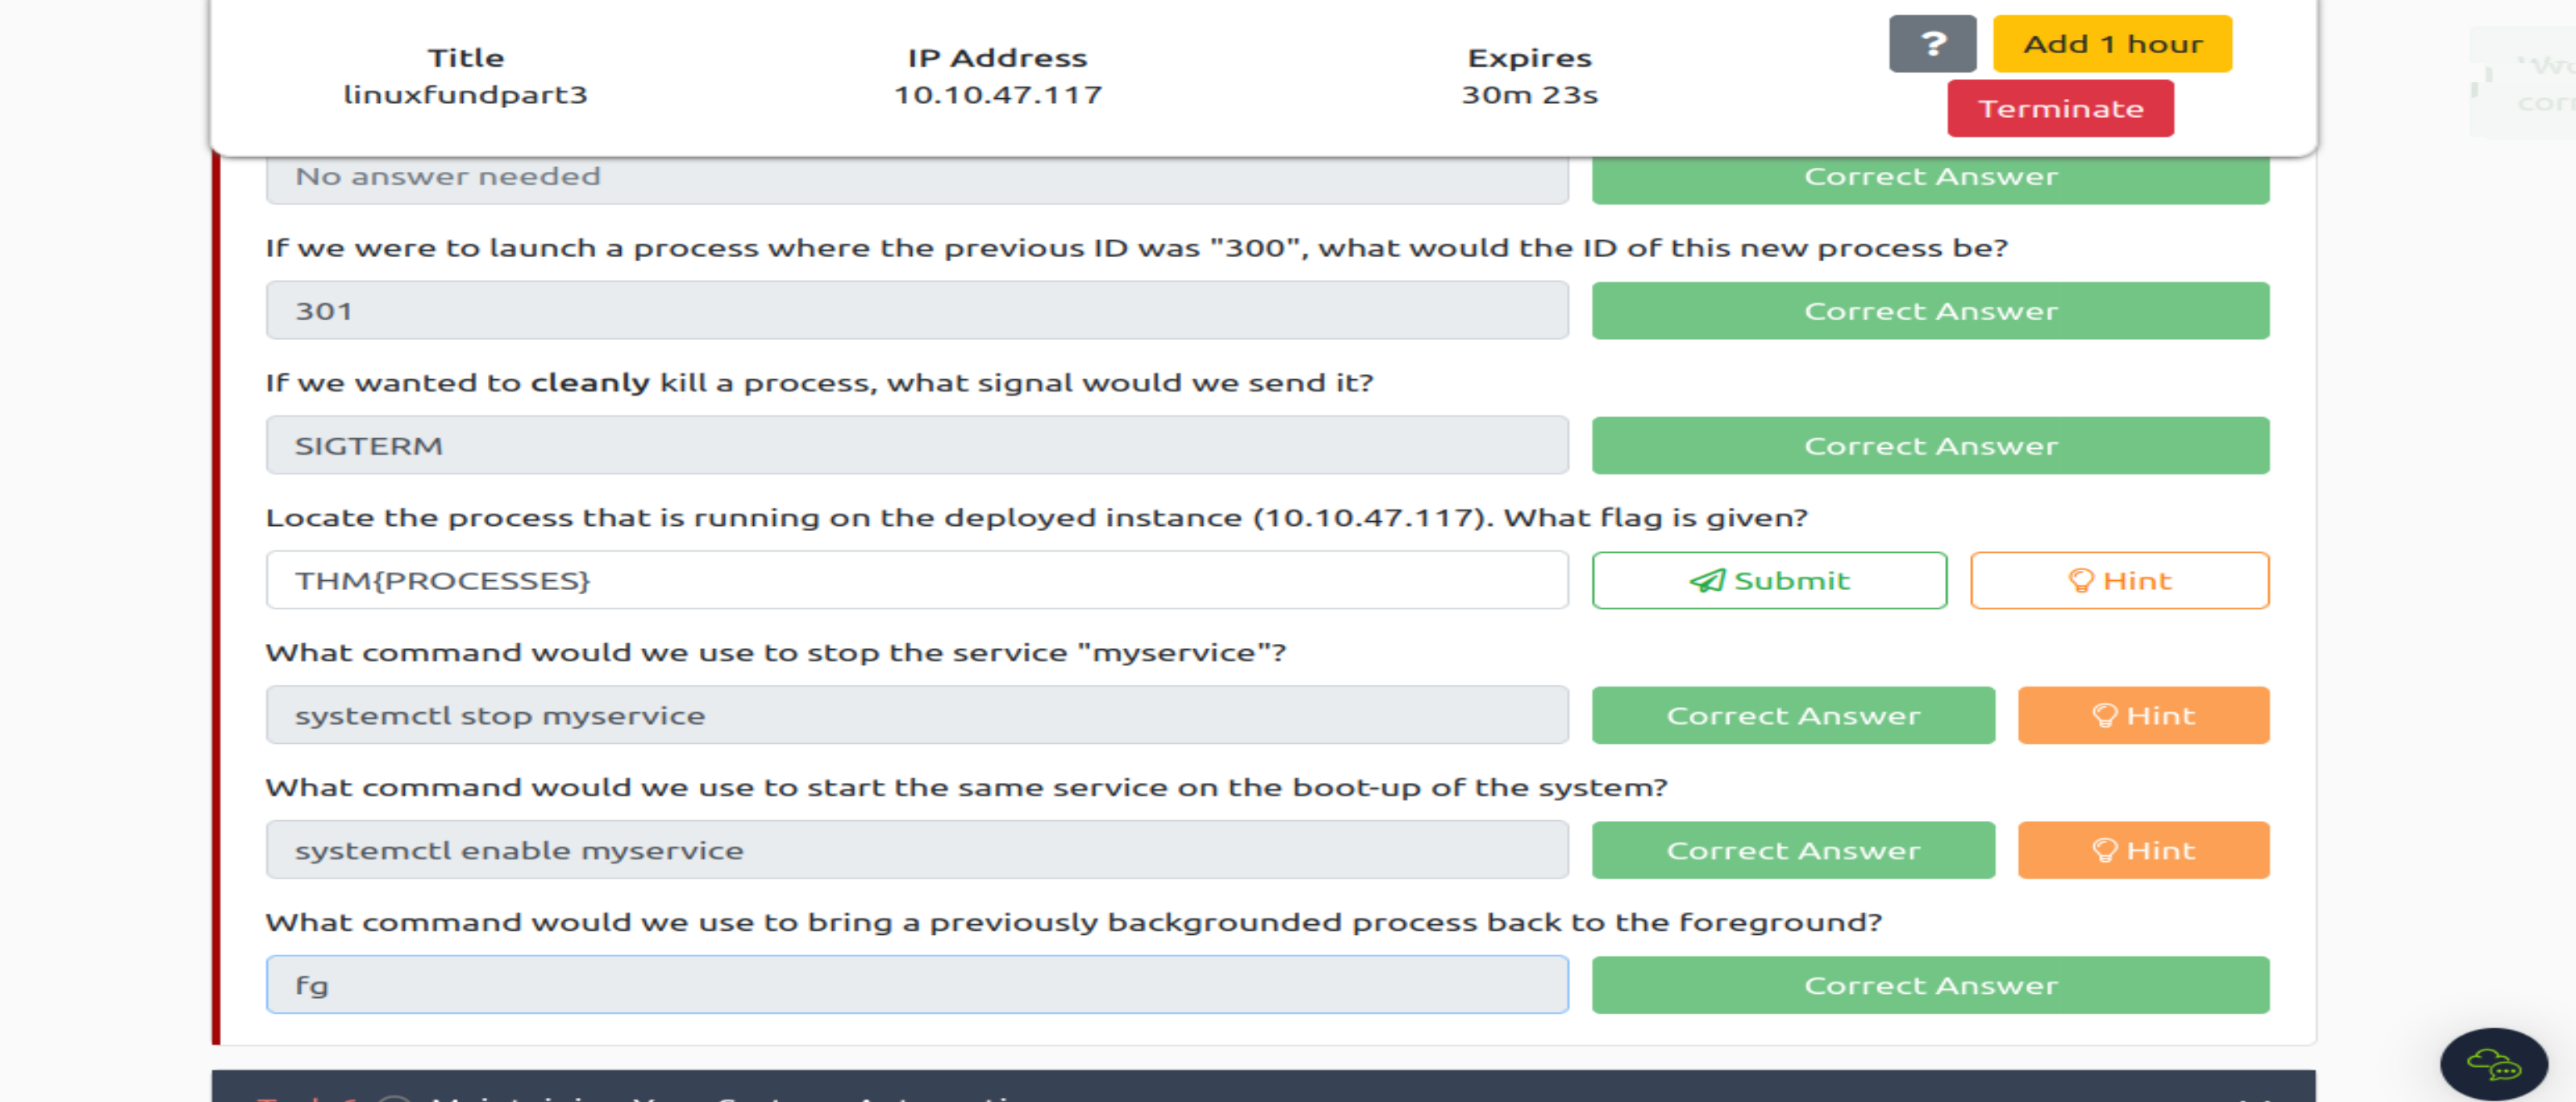 Title
linuxfundpart3
IP Address
10.10.47.117
Expires
30m 23s
?
Add 1 hour
Terminate
No answer needed
Correct Answer
If we were to launch a process where the previous ID was "300", what would the ID of this new process be?
301
Correct Answer
If we wanted to cleanly kill a process, what signal would we send it?
SIGTERM
Correct Answer
Locate the process that is running on the deployed instance (10.10.47.117). What flag is given?
THM{PROCESSES}
Submit
Hint
What command would we use to stop the service "myservice"?
systemctl stop myservice
Correct Answer
Hint
What command would we use to start the same service on the boot-up of the system?
systemctl enable myservice
Correct Answer
Hint
What command would we use to bring a previously backgrounded process back to the foreground?
fg
Correct Answer